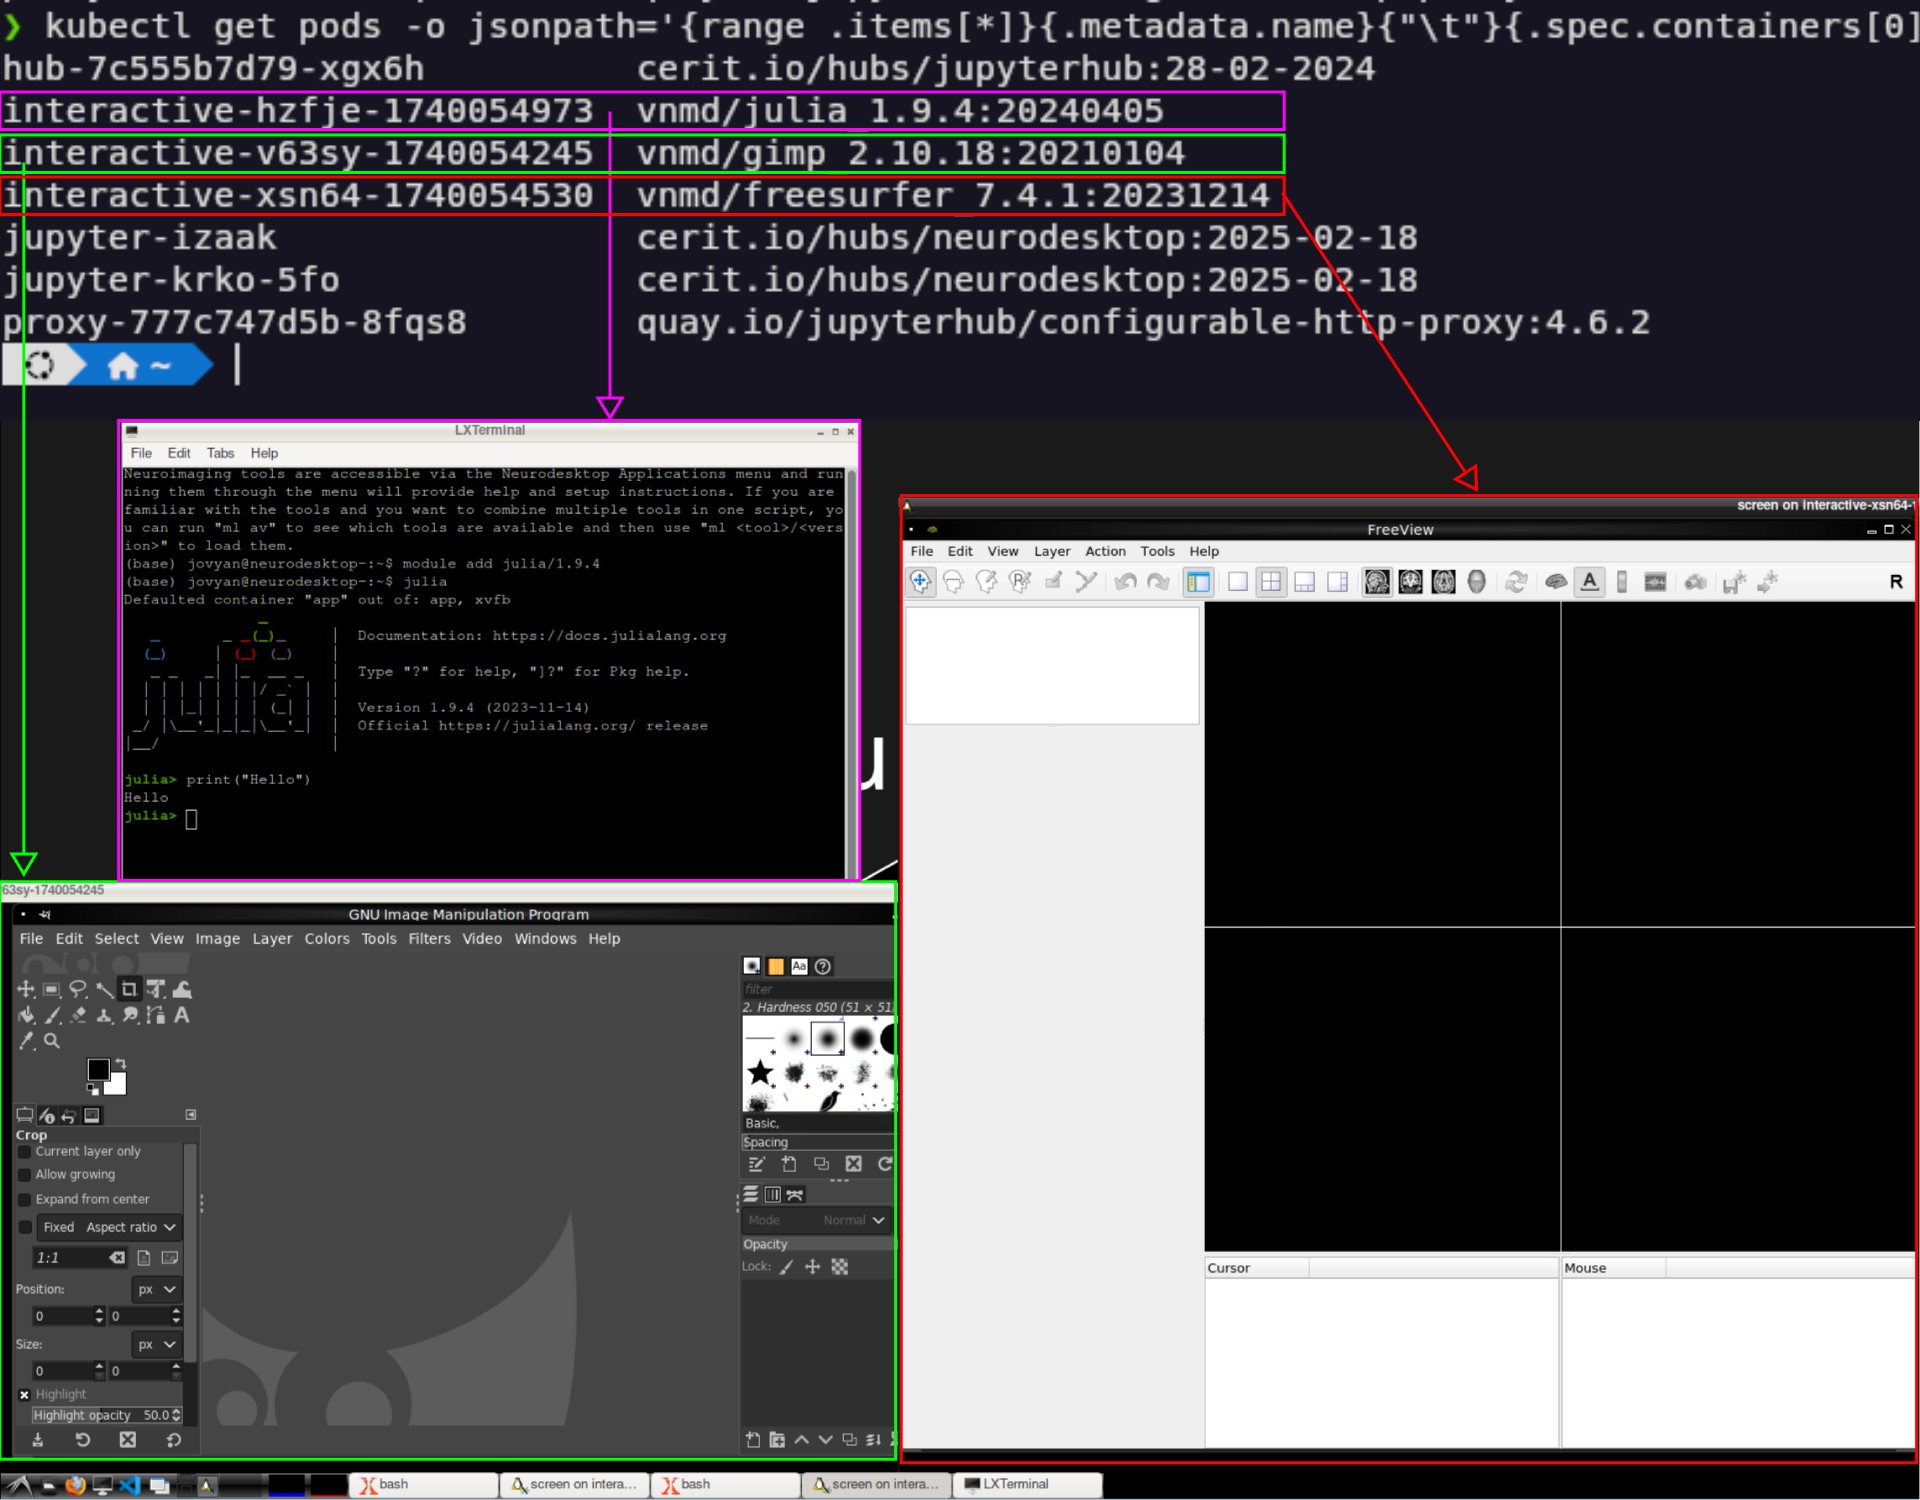 ❯ kubectl get pods -o jsonpath='{range .items[*]}{.metadata.name}{"\t"}{.spec.containers[0]
hub-7c555b7d79-xgx6h cerit.io/hubs/jupyterhub:28-02-2024
interactive-hzfje-1740054973 vnmd/julia_1.9.4:20240405
interactive-v63sy-1740054245 vnmd/gimp_2.10.18:20210104
interactive-xsn64-1740054530 vnmd/freesurfer_7.4.1:20231214
jupyter-izaak cerit.io/hubs/neurodesktop:2025-02-18
jupyter-krko-5fo cerit.io/hubs/neurodesktop:2025-02-18
proxy-777c747d5b-8fqs8 quay.io/jupyterhub/configurable-http-proxy:4.6.2
~
LXTerminal
File Edit Tabs Help
Neuroimaging tools are accessible via the Neurodesktop Applications menu and run
ning them through the menu will provide help and setup instructions. If you are
familiar with the tools and you want to combine multiple tools in one script, yo
u can run "ml av" to see which tools are available and then use "ml <tool>/<vers
ion>" to load them.
(base) jovyan@neurodesktop-:~$ module add julia/1.9.4
(base) jovyan@neurodesktop-:~$ julia
Defaulted container "app" out of: app, xvfb
Documentation: https://docs.julialang.org
Type "?" for help, "]?" for Pkg help.
Version 1.9.4 (2023-11-14)
Official https://julialang.org/ release
julia> print("Hello")
Hello
julia>
u
screen on interactive-xsn64-1
FreeView
File Edit View Layer Action Tools Help
R
Cursor
Mouse
63sy-1740054245
GNU Image Manipulation Program
File Edit Select View Image Layer Colors Tools Filters Video Windows Help
filter
2. Hardness 050 (51 × 51)
Basic,
Spacing
Mode Normal
Opacity
Lock:
Crop
Current layer only
Allow growing
Expand from center
Fixed Aspect ratio
1:1
Position: px
0 0
Size: px
0 0
Highlight
Highlight opacity 50.0
bash
screen on intera...
bash
screen on intera...
LXTerminal